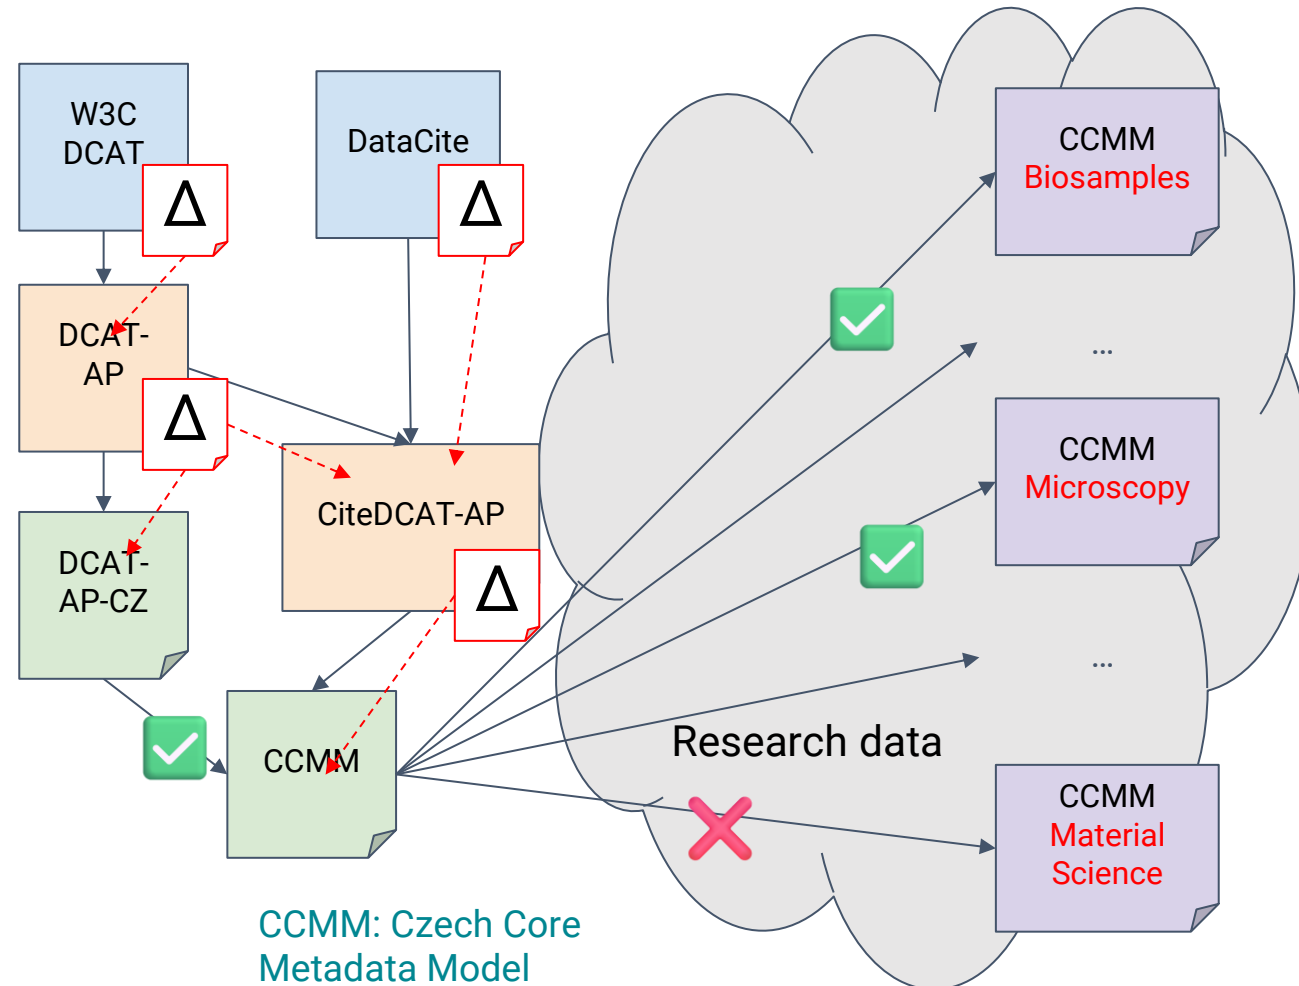 W3C
DCAT
Δ
DataCite
Δ
DCAT-
AP
Δ
CiteDCAT-AP
Δ
DCAT-
AP-CZ
CCMM
CCMM: Czech Core
Metadata Model
Research data
CCMM
Biosamples
...
CCMM
Microscopy
...
CCMM
Material
Science